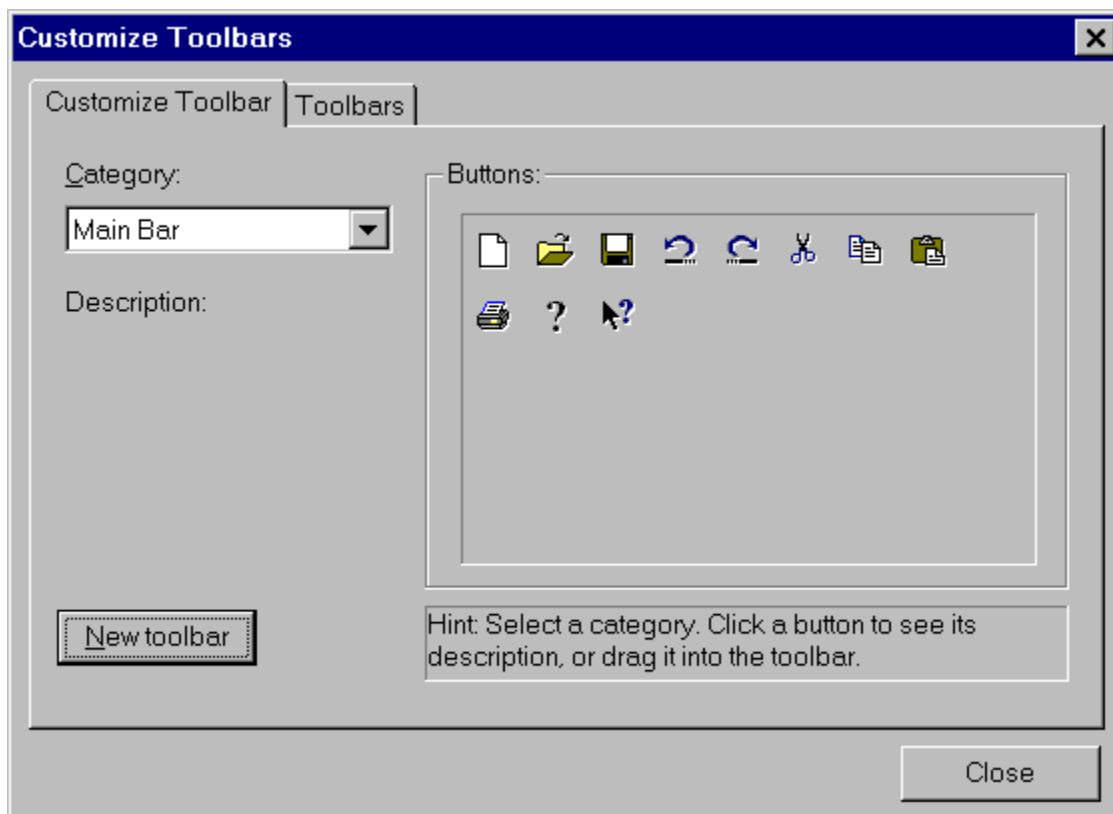 Customize Toolbars
Customize Toolbar
Toolbars
Category:
Main Bar
Description:
Buttons:
New toolbar
Hint: Select a category. Click a button to see its
description, or drag it into the toolbar.
Close